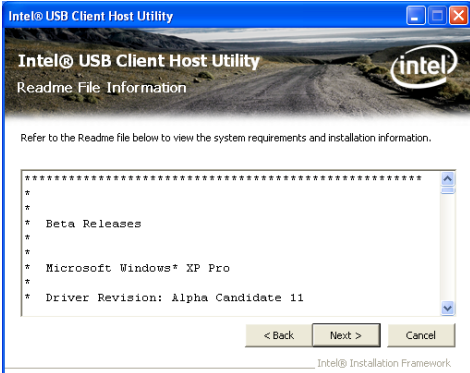 Intel® USB Client Host Utility
Intel® USB Client Host Utility
Readme File Information
intel
Refer to the Readme file below to view the system requirements and installation information.
*******************************************************
*
*
* Beta Releases
*
*
* Microsoft Windows* XP Pro
*
* Driver Revision: Alpha Candidate 11
< Back
Next >
Cancel
Intel® Installation Framework